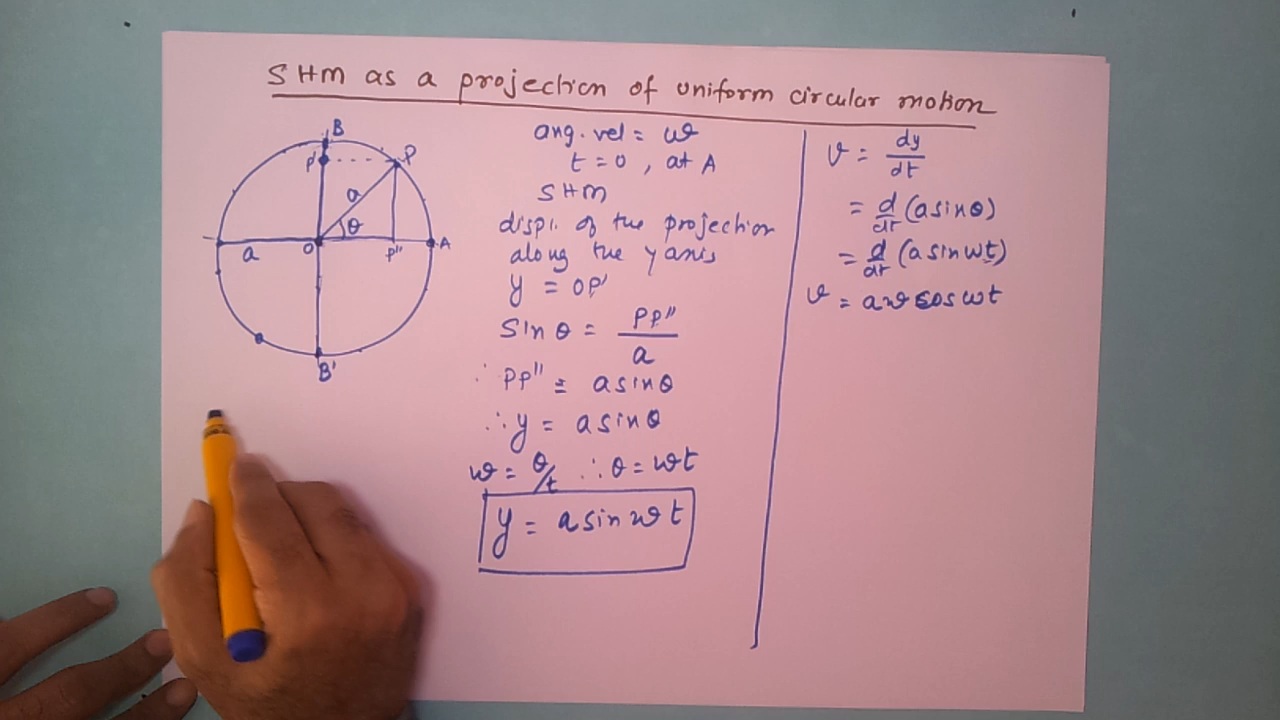 SHM as a projection of uniform circular motion
B
P' P
a
θ
a O P" A
B'
ang. vel = ω
t = 0 , at A
SHM
displ. of the projection
along the y axis
y = OP'
Sin θ = PP"/a
∴ PP" = a sin θ
∴ y = a sin θ
ω = θ/t ∴ θ = ωt
y = a sin ω t
v = dy/dt
= d/dt (a sin θ)
= d/dt (a sin ωt)
v = aω cos ωt